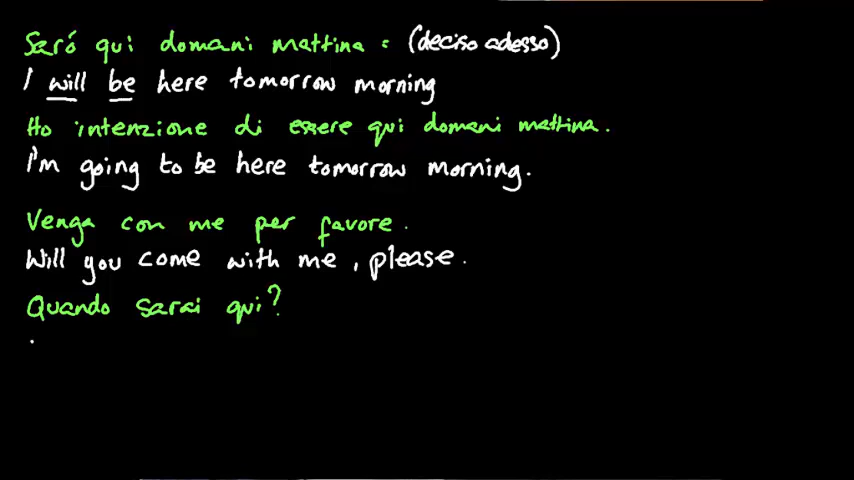 Saró qui domani mattina = (deciso adesso)
I will be here tomorrow morning
Ho intenzione di essere qui domani mattina.
I'm going to be here tomorrow morning.
Venga con me per favore.
Will you come with me, please.
Quando sarai qui?